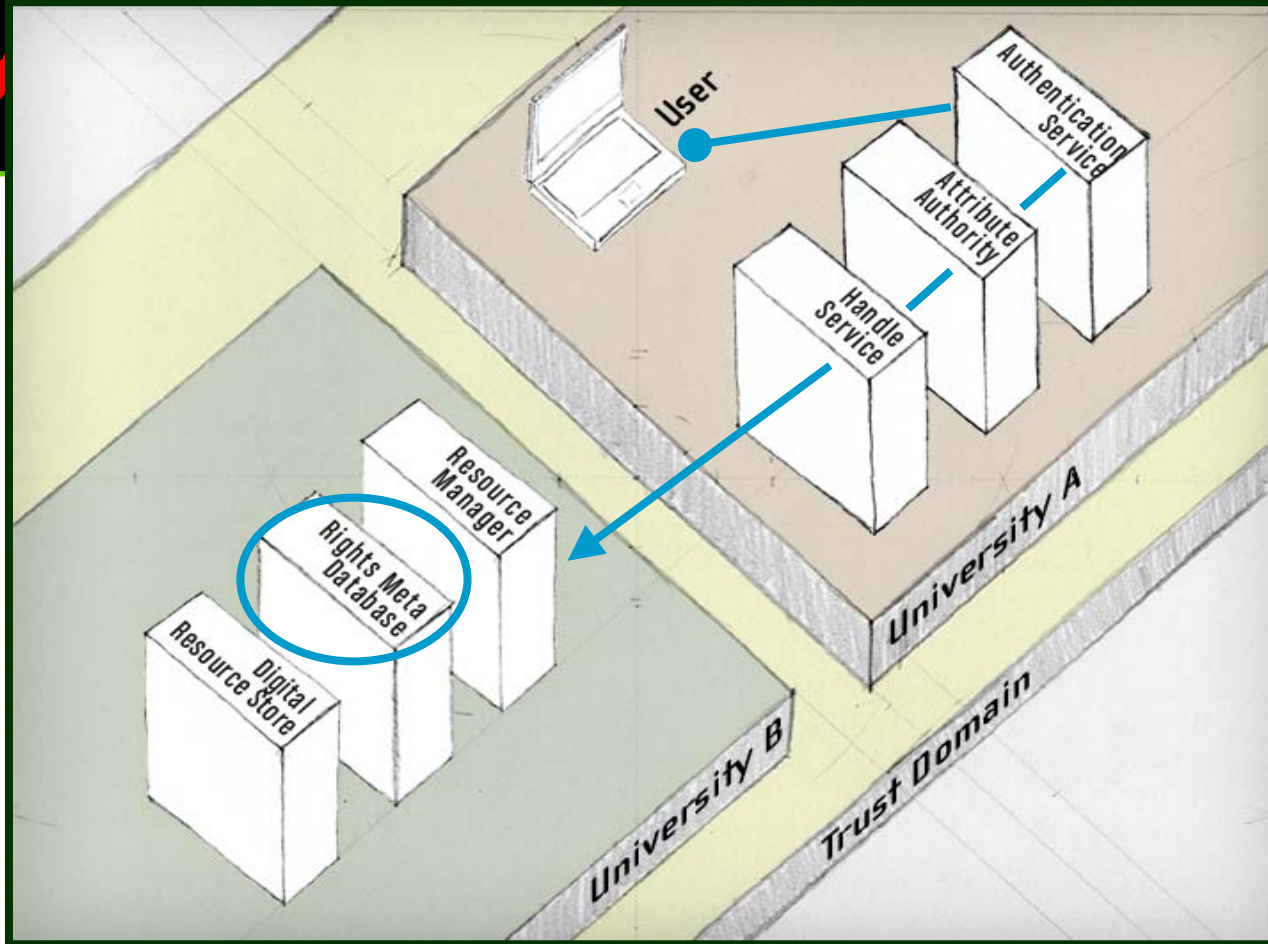 User
Authentication
Service
Attribute
Authority
Handle
Service
Resource
Manager
Rights Meta
Database
Digital
Resource Store
University A
University B
Trust Domain